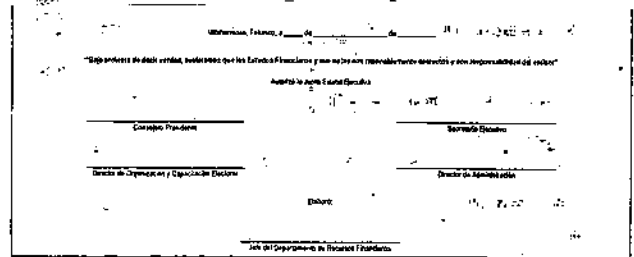 Villahermosa, Tabasco, a ____ de ____ de ____
"Bajo protesta de decir verdad, declaramos que los Estados Financieros y sus notas son razonablemente correctos y son responsabilidad del emisor"
Autorizó la Junta Estatal Ejecutiva
Consejero Presidente
Secretario Ejecutivo
Director de Organización y Capacitación Electoral
Director de Administración
Elaboró:
Jefe del Departamento de Recursos Financieros